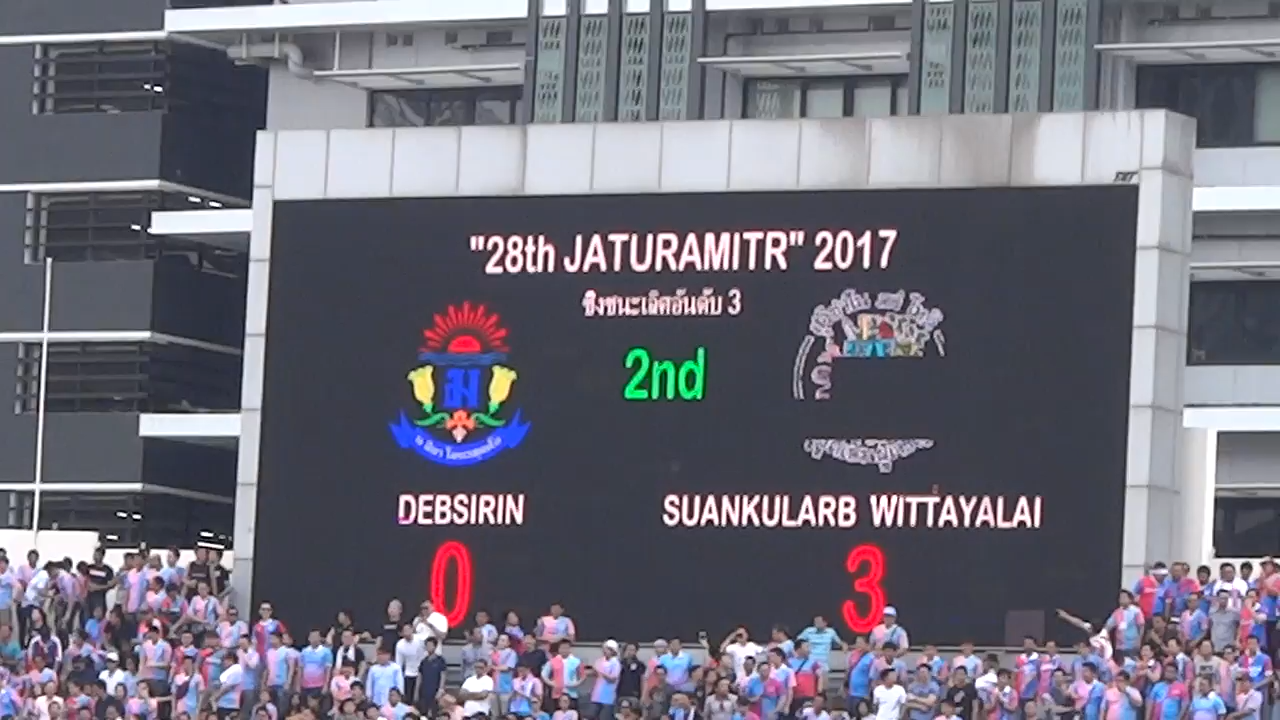 "28th JATURAMITR" 2017
ชิงชนะเลิศอันดับ 3
2nd
DEBSIRIN
SUANKULARB WITTAYALAI
0
3